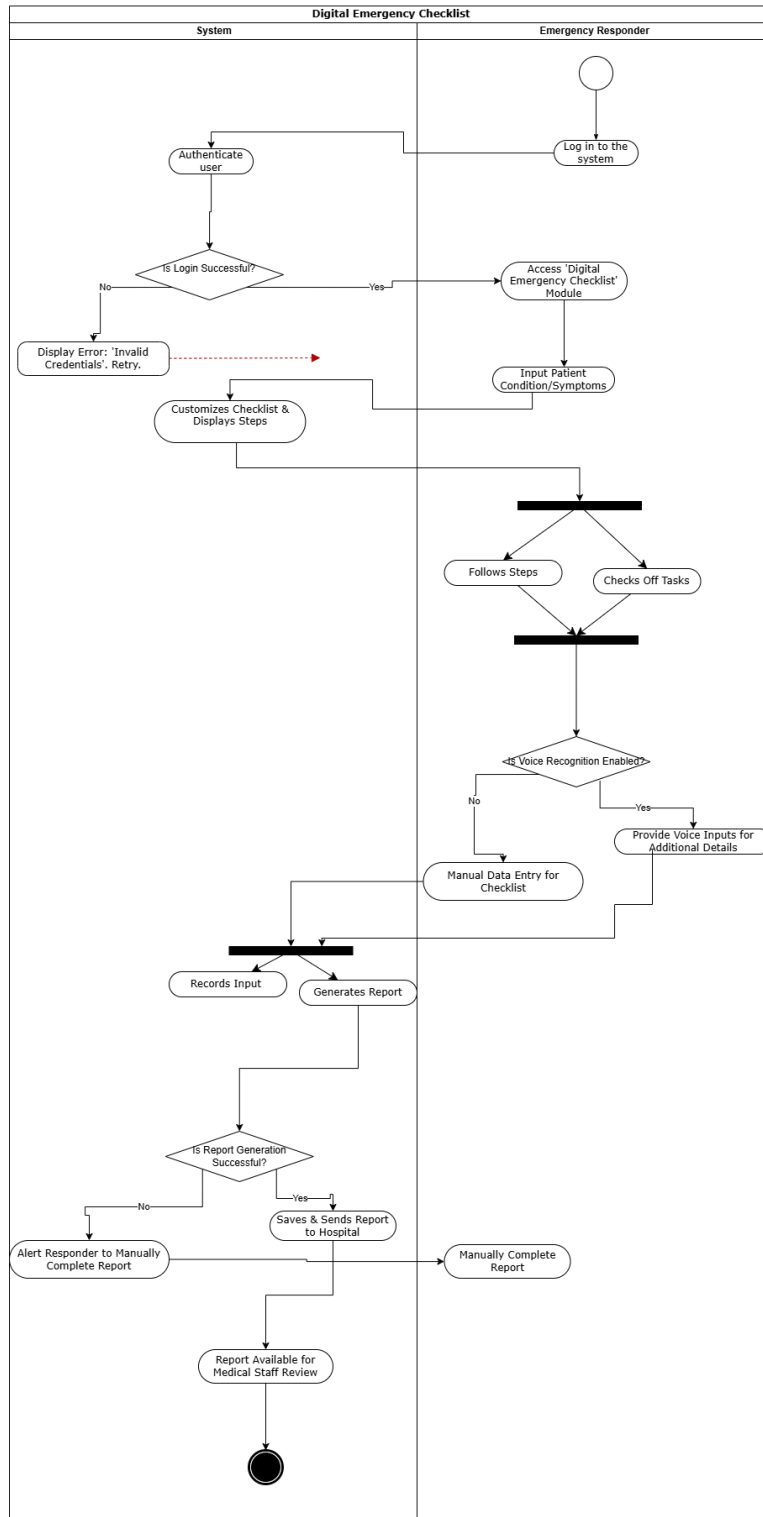 Digital Emergency Checklist
System
Emergency Responder
Log in to the
system
Authenticate
user
Is Login Successful?
No
Yes
Access 'Digital
Emergency Checklist'
Module
Display Error: 'Invalid
Credentials'. Retry.
Input Patient
Condition/Symptoms
Customizes Checklist &
Displays Steps
Follows Steps
Checks Off Tasks
Is Voice Recognition Enabled?
No
Yes
Provide Voice Inputs for
Additional Details
Manual Data Entry for
Checklist
Records Input
Generates Report
Is Report Generation
Successful?
No
Yes
Saves & Sends Report
to Hospital
Alert Responder to Manually
Complete Report
Manually Complete
Report
Report Available for
Medical Staff Review